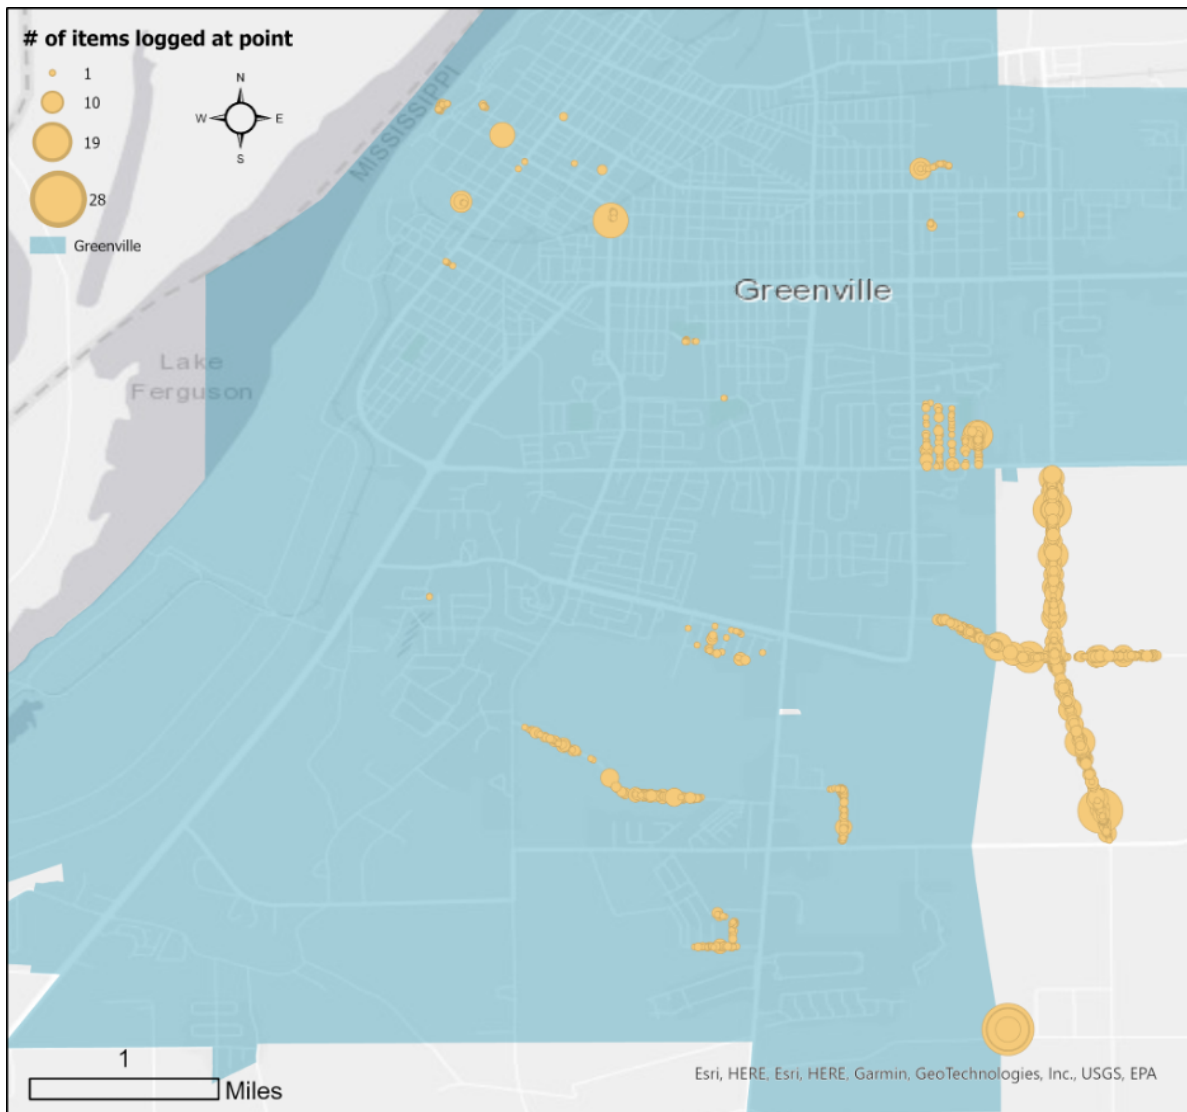 # of items logged at point
1
10
19
28
Greenville
N
W E
S
MISSISSIPPI
Greenville
Lake
Ferguson
1
Miles
Esri, HERE, Esri, HERE, Garmin, GeoTechnologies, Inc., USGS, EPA